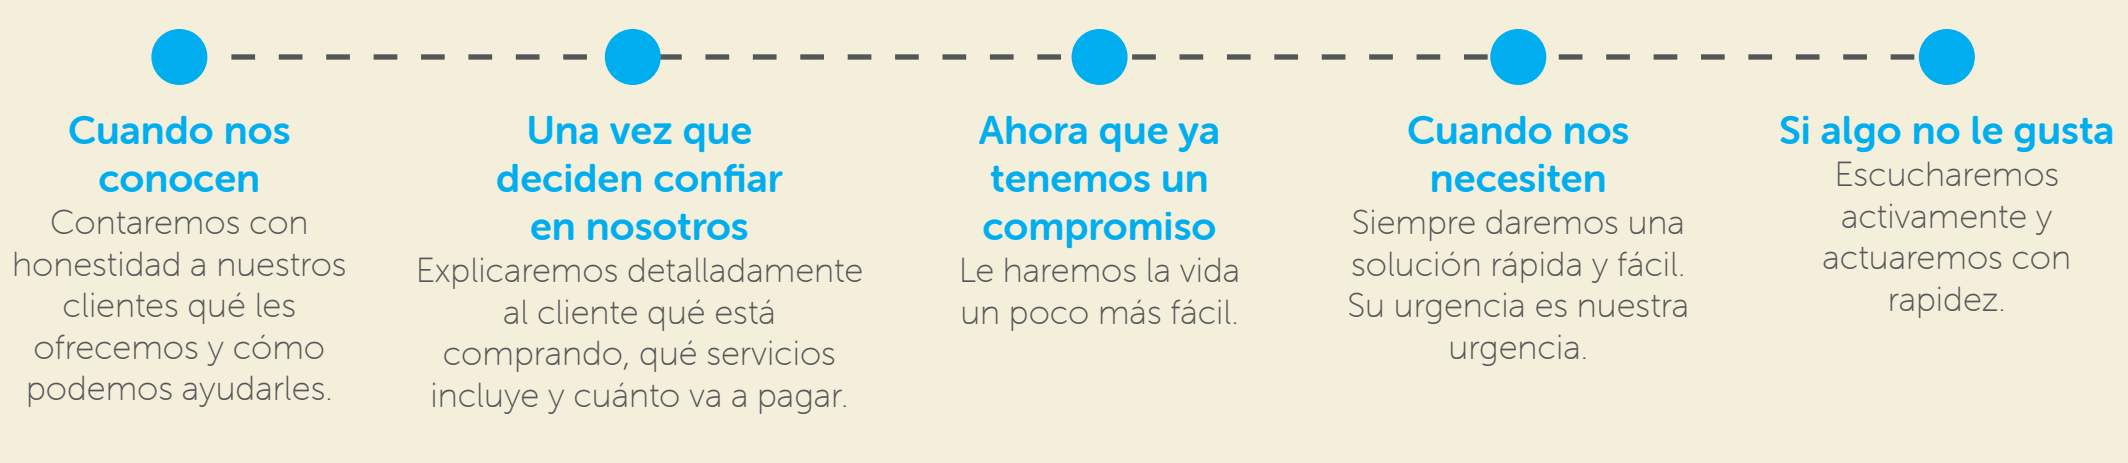 Cuando nos
conocen
Contaremos con
honestidad a nuestros
clientes qué les
ofrecemos y cómo
podemos ayudarles.
Una vez que
deciden confiar
en nosotros
Explicaremos detalladamente
al cliente qué está
comprando, qué servicios
incluye y cuánto va a pagar.
Ahora que ya
tenemos un
compromiso
Le haremos la vida
un poco más fácil.
Cuando nos
necesiten
Siempre daremos una
solución rápida y fácil.
Su urgencia es nuestra
urgencia.
Si algo no le gusta
Escucharemos
activamente y
actuaremos con
rapidez.